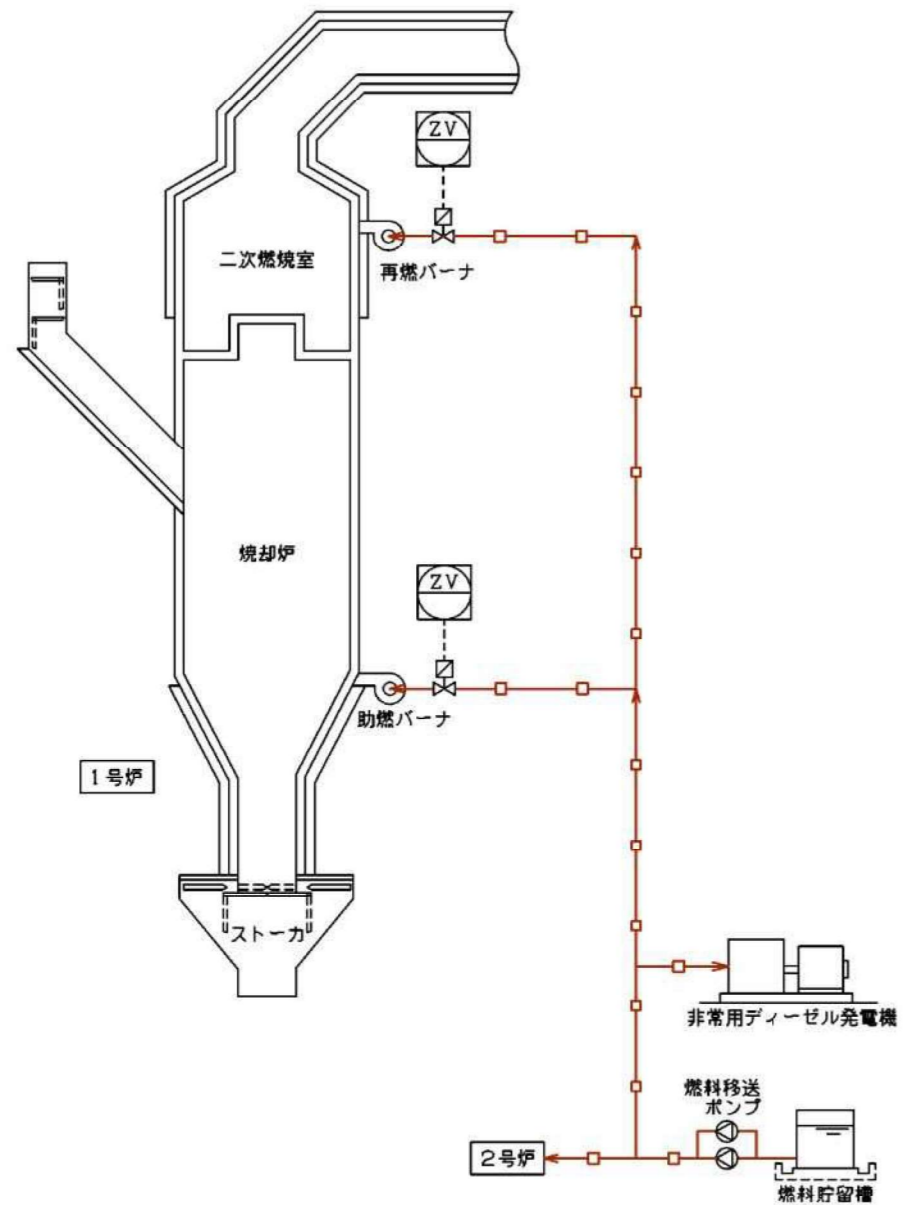 ZV
二次燃焼室
再燃バーナ
焼却炉
ZV
助燃バーナ
1号炉
ストーカ
非常用ディーゼル発電機
燃料移送
ポンプ
2号炉
燃料貯留槽